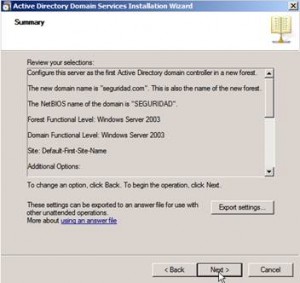 Active Directory Domain Services Installation Wizard
Summary
Review your selections:
Configure this server as the first Active Directory domain controller in a new forest.
The new domain name is "seguridad.com". This is also the name of the new forest.
The NetBIOS name of the domain is "SEGURIDAD".
Forest Functional Level: Windows Server 2003
Domain Functional Level: Windows Server 2003
Site: Default-First-Site-Name
Additional Options:
To change an option, click Back. To begin the operation, click Next.
These settings can be exported to an answer file for use with
other unattended operations.
More about using an answer file
Export settings...
< Back
Next >
Cancel